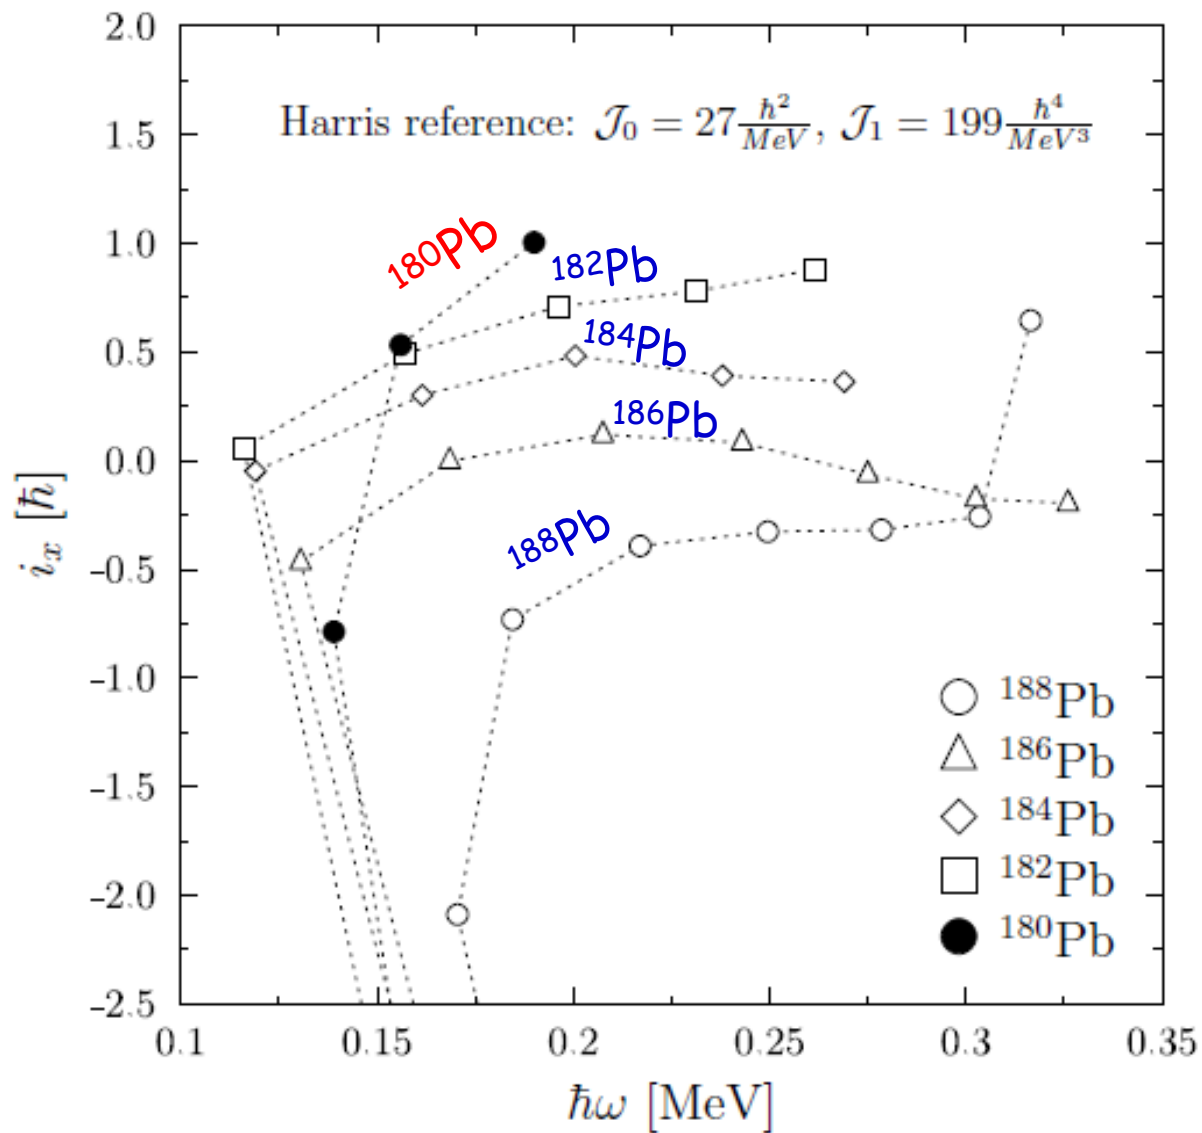 2.0
1.5
1.0
0.5
0.0
-0.5
-1.0
-1.5
-2.0
-2.5
i_x [ħ]
Harris reference: 𝒥₀ = 27 ħ²/MeV, 𝒥₁ = 199 ħ⁴/MeV³
¹⁸⁰Pb
¹⁸²Pb
¹⁸⁴Pb
¹⁸⁶Pb
¹⁸⁸Pb
¹⁸⁸Pb
¹⁸⁶Pb
¹⁸⁴Pb
¹⁸²Pb
¹⁸⁰Pb
0.1 0.15 0.2 0.25 0.3 0.35
ħω [MeV]